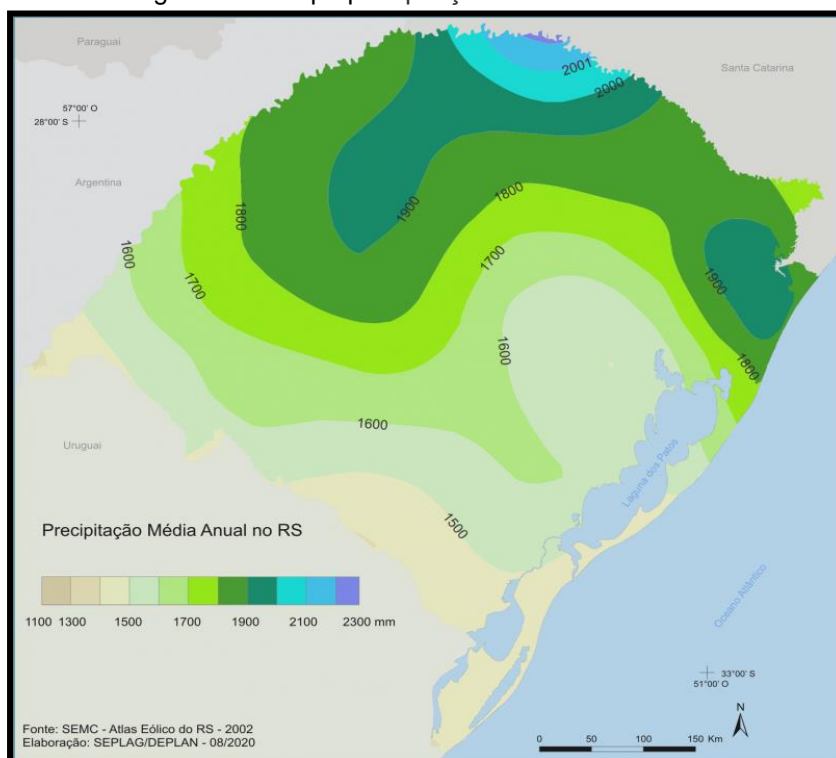 Paraguai
Santa Catarina
57°00' O
28°00' S
Argentina
2001
2000
1900
1800
1800
1700
1600
1700
1900
1600
1800
1600
Uruguai
Laguna dos Patos
1500
Oceano Atlântico
Precipitação Média Anual no RS
1100 1300 1500 1700 1900 2100 2300 mm
33°00' S
51°00' O
N
Fonte: SEMC - Atlas Eólico do RS - 2002
Elaboração: SEPLAG/DEPLAN - 08/2020
0 50 100 150 Km